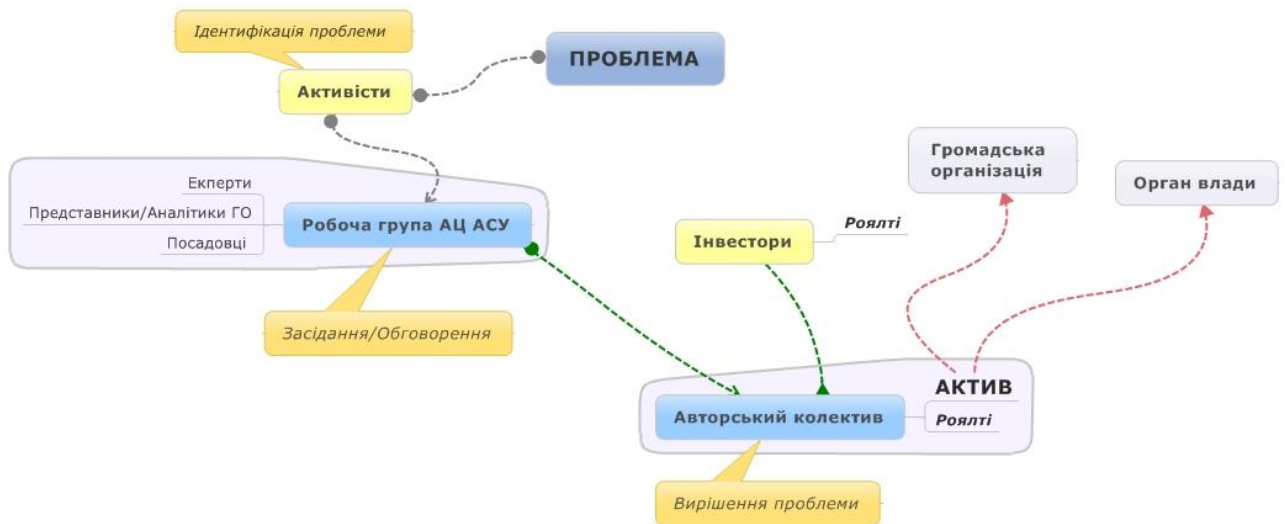 Ідентифікація проблеми
ПРОБЛЕМА
Активісти
Громадська
організація
Орган влади
Екперти
Представники/Аналітики ГО
Посадовці
Робоча група АЦ АСУ
Інвестори
Роялті
Засідання/Обговорення
АКТИВ
Авторський колектив
Роялті
Вирішення проблеми